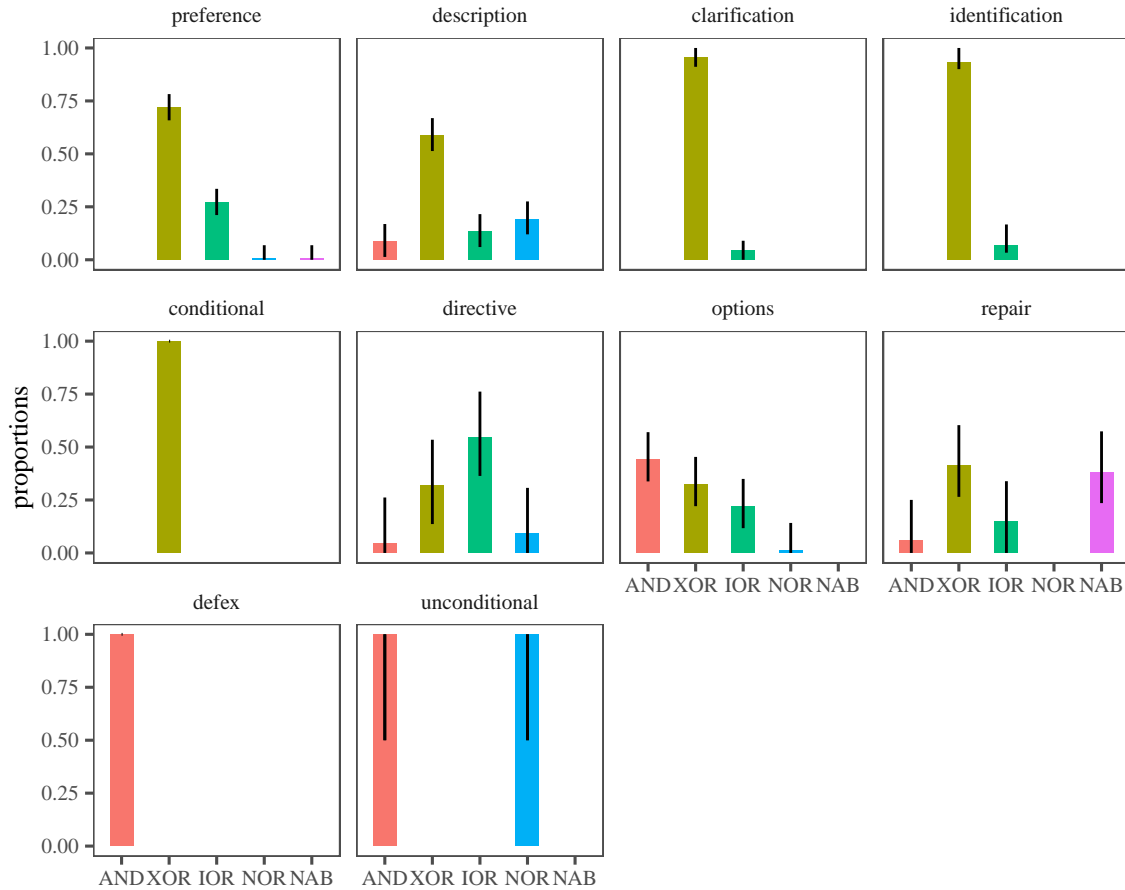 preference description clarification identification
1.00
0.75
0.50
0.25
0.00
conditional directive options repair
1.00
0.75
0.50
0.25
0.00
proportions
AND XOR IOR NOR NAB AND XOR IOR NOR NAB
defex unconditional
1.00
0.75
0.50
0.25
0.00
AND XOR IOR NOR NAB AND XOR IOR NOR NAB